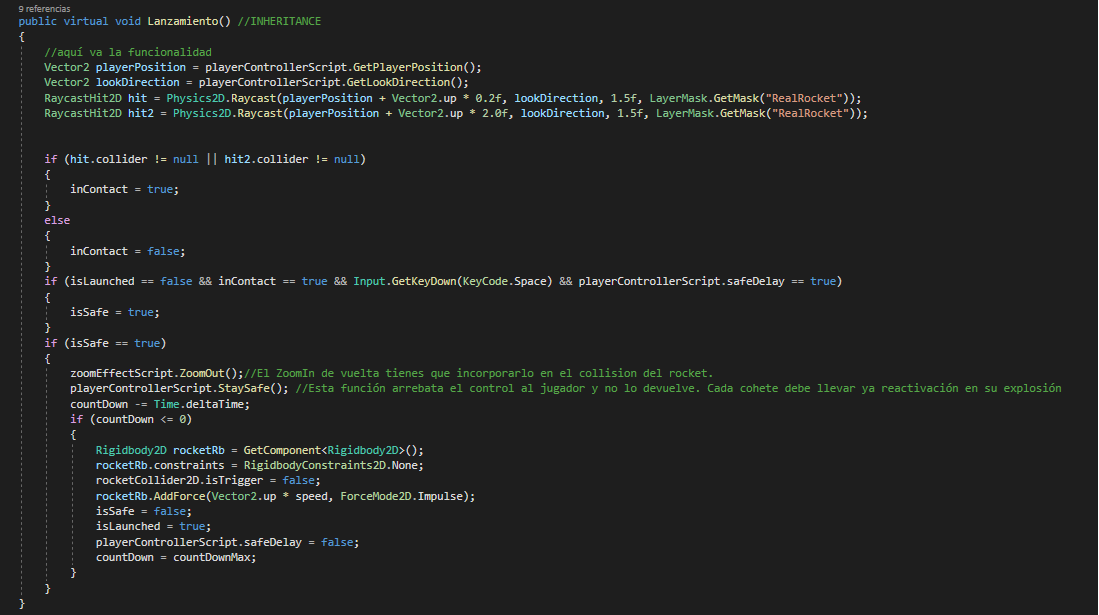 9 referencias
public virtual void Lanzamiento() //INHERITANCE
{
//aquí va la funcionalidad
Vector2 playerPosition = playerControllerScript.GetPlayerPosition();
Vector2 lookDirection = playerControllerScript.GetLookDirection();
RaycastHit2D hit = Physics2D.Raycast(playerPosition + Vector2.up * 0.2f, lookDirection, 1.5f, LayerMask.GetMask("RealRocket"));
RaycastHit2D hit2 = Physics2D.Raycast(playerPosition + Vector2.up * 2.0f, lookDirection, 1.5f, LayerMask.GetMask("RealRocket"));
if (hit.collider != null || hit2.collider != null)
{
inContact = true;
}
else
{
inContact = false;
}
if (isLaunched == false && inContact == true && Input.GetKeyDown(KeyCode.Space) && playerControllerScript.safeDelay == true)
{
isSafe = true;
}
if (isSafe == true)
{
zoomEffectScript.ZoomOut();//El ZoomIn de vuelta tienes que incorporarlo en el collision del rocket.
playerControllerScript.StaySafe(); //Esta función arrebata el control al jugador y no lo devuelve. Cada cohete debe llevar ya reactivación en su explosión
countDown -= Time.deltaTime;
if (countDown <= 0)
{
Rigidbody2D rocketRb = GetComponent<Rigidbody2D>();
rocketRb.constraints = RigidbodyConstraints2D.None;
rocketCollider2D.isTrigger = false;
rocketRb.AddForce(Vector2.up * speed, ForceMode2D.Impulse);
isSafe = false;
isLaunched = true;
playerControllerScript.safeDelay = false;
countDown = countDownMax;
}
}
}